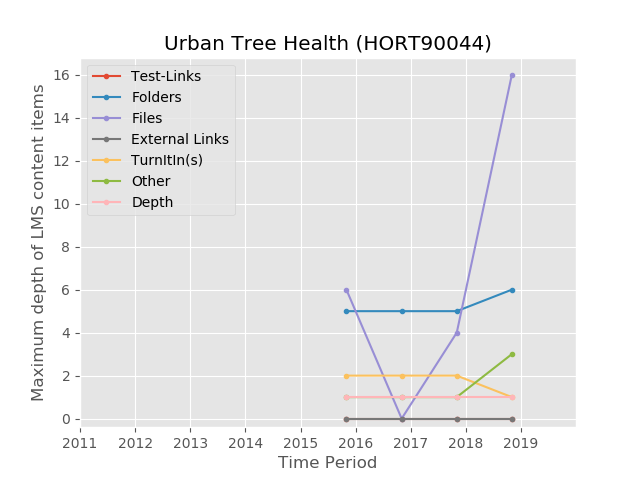 Urban Tree Health (HORT90044)
Maximum depth of LMS content items
16
14
12
10
8
6
4
2
0
Test-Links
Folders
Files
External Links
TurnItIn(s)
Other
Depth
2011 2012 2013 2014 2015 2016 2017 2018 2019
Time Period